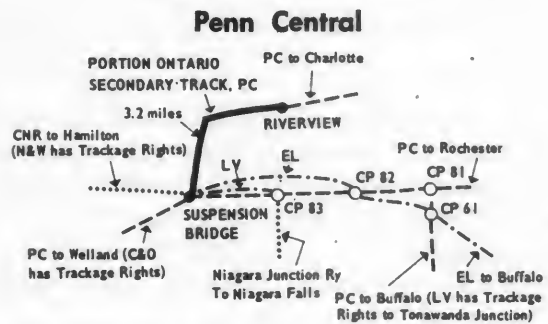 Penn Central
PORTION ONTARIO
SECONDARY TRACK, PC
PC to Charlotte
3.2 miles
RIVERVIEW
CNR to Hamilton
(N&W has Trackage Rights)
LV
EL
PC to Rochester
CP 82
CP 81
SUSPENSION
BRIDGE
CP 83
CP 61
PC to Welland (C&O
has Trackage Rights)
Niagara Junction Ry
To Niagara Falls
EL to Buffalo
PC to Buffalo (LV has Trackage
Rights to Tonawanda Junction)